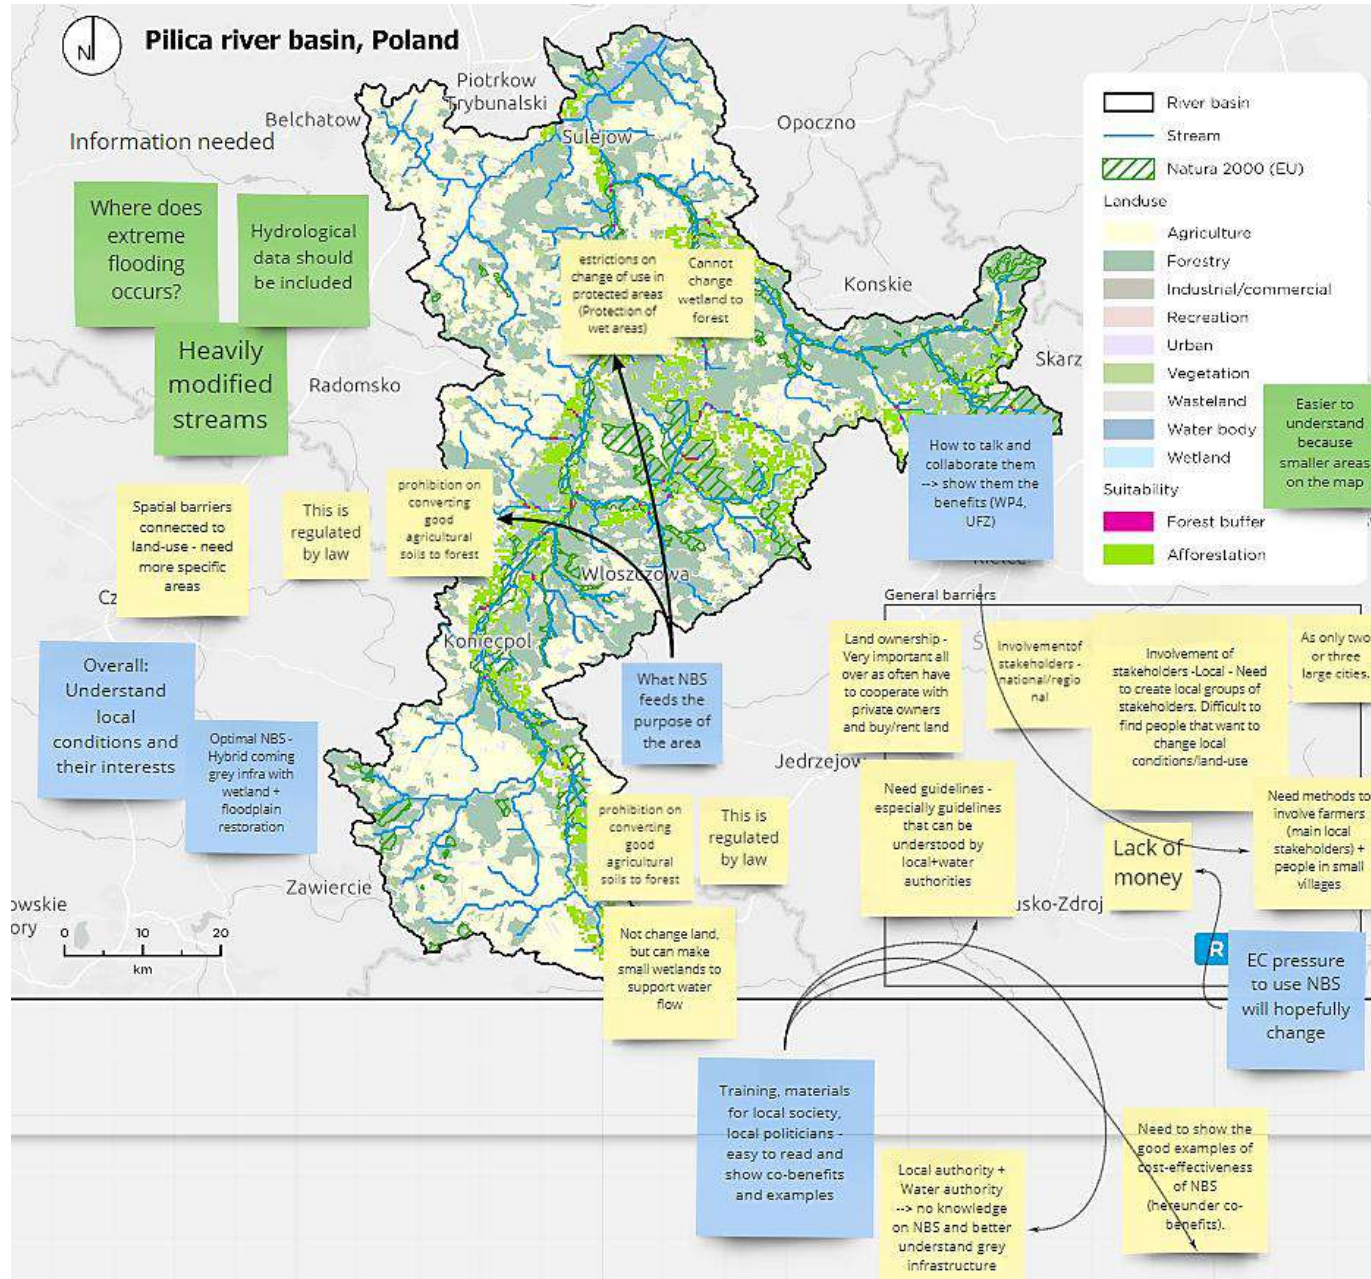 N
Pilica river basin, Poland
Piotrkow
Trybunalski
Belchatow
Sulejow
Opoczno
Information needed
Konskie
Radomsko
Wloszczowa
Koniecpol
Jedrzejow
Zawiercie
owskie
ory
0 10 20
km
River basin
Stream
Natura 2000 (EU)
Landuse
Agriculture
Forestry
Industrial/commercial
Recreation
Urban
Vegetation
Wasteland
Water body
Wetland
Suitability
Forest buffer
Afforestation
Skarz
Cz
Where does
extreme
flooding
occurs?
Hydrological
data should
be included
Heavily
modified
streams
estrictions on
change of use in
protected areas
(Protection of
wet areas)
Cannot
change
wetland to
forest
Easier to
understand
because
smaller areas
on the map
How to talk and
collaborate them
--> show them the
benefits (WP4,
UFZ)
Spatial barriers
connected to
land-use - need
more specific
areas
This is
regulated
by law
prohibition on
converting
good
agricultural
soils to forest
Overall:
Understand
local
conditions and
their interests
Optimal NBS -
Hybrid coming
grey infra with
wetland +
floodplain
restoration
What NBS
feeds the
purpose of
the area
General barriers
Land ownership -
Very important all
over as often have
to cooperate with
private owners
and buy/rent land
Involvementof
stakeholders -
national/regio
nal
Involvement of
stakeholders -Local - Need
to create local groups of
stakeholders. Difficult to
find people that want to
change local
conditions/land-use
As only two
or three
large cities.
Need guidelines -
especially guidelines
that can be
understood by
local+water
authorities
Lack of
money
Need methods to
involve farmers
(main local
stakeholders) +
people in small
villages
usko-Zdroj
R
EC pressure
to use NBS
will hopefully
change
prohibition on
converting
good
agricultural
soils to forest
This is
regulated
by law
Not change land,
but can make
small wetlands to
support water
flow
Training, materials
for local society,
local politicians -
easy to read and
show co-benefits
and examples
Local authority +
Water authority
--> no knowledge
on NBS and better
understand grey
infrastructure
Need to show the
good examples of
cost-effectiveness
of NBS
(hereunder co-
benefits).